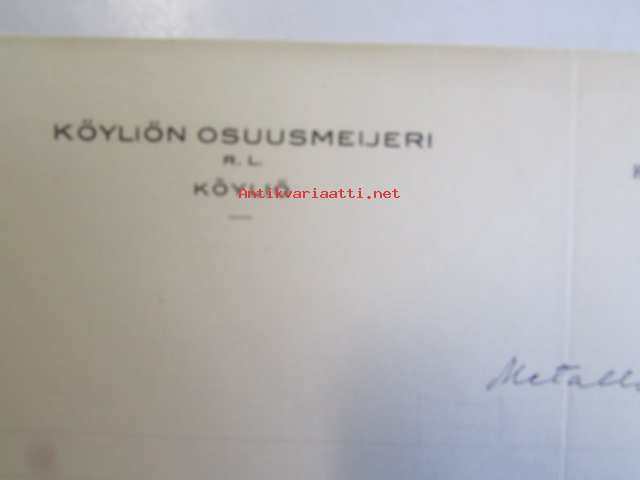 KÖYLIÖN OSUUSMEIJERI
R. L.
KÖYLIÖ
Antikvariaatti.net